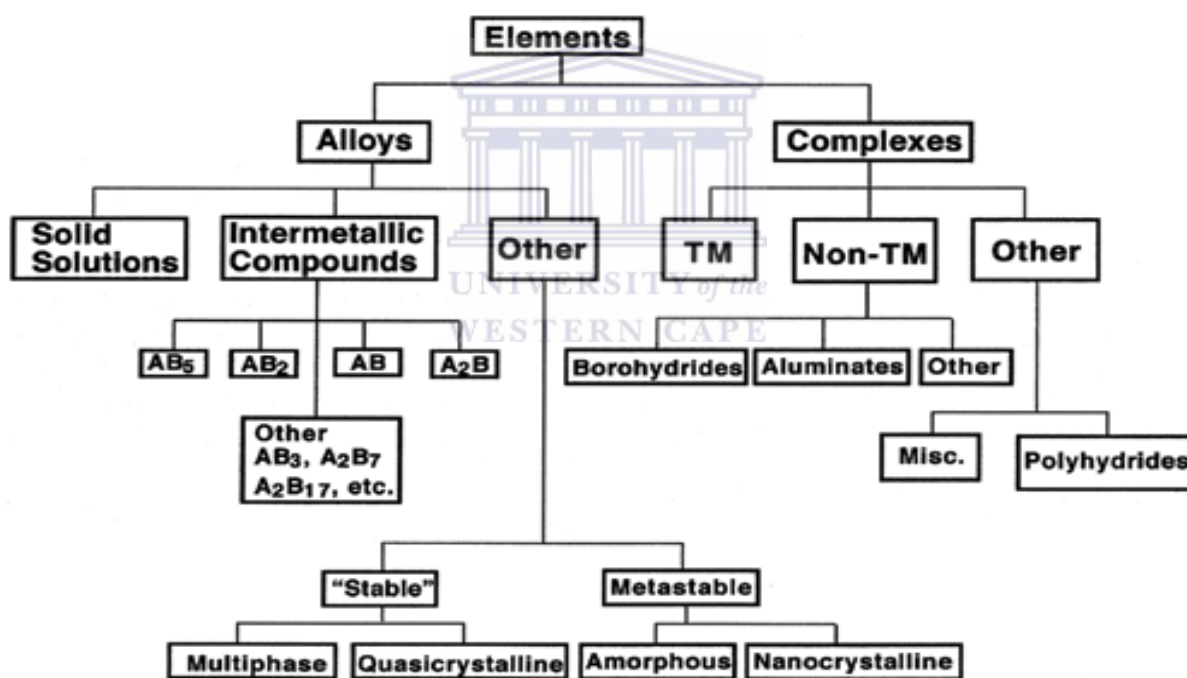 Elements
Alloys
Complexes
Solid
Solutions
Intermetallic
Compounds
Other
TM
Non-TM
Other
UNIVERSITY of the
WESTERN CAPE
AB₅
AB₂
AB
A₂B
Borohydrides
Aluminates
Other
Other
AB₃, A₂B₇
A₂B₁₇, etc.
Misc.
Polyhydrides
“Stable”
Metastable
Multiphase
Quasicrystalline
Amorphous
Nanocrystalline